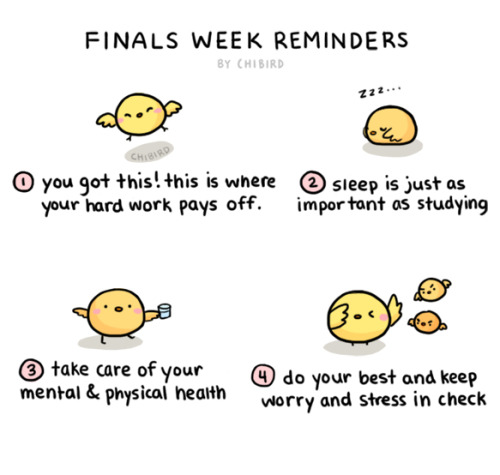 FINALS WEEK REMINDERS
BY CHIBIRD
zzz...
CHIBIRD
1 you got this! this is where
your hard work pays off.
2 sleep is just as
important as studying
3 take care of your
mental & physical health
4 do your best and keep
worry and stress in check